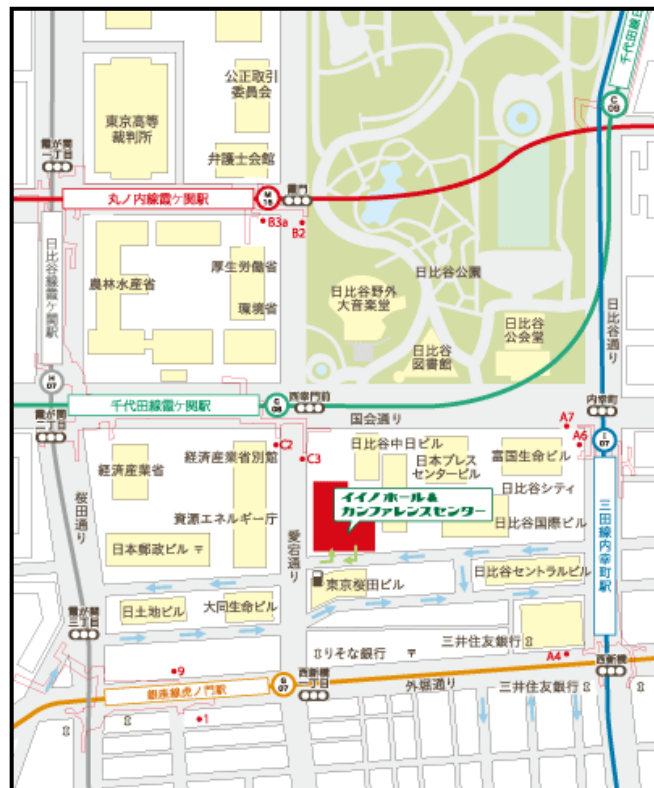 公正取引
委員会
千代田線日
C
09
東京高等
裁判所
弁護士会館
霞が関
一丁目
丸ノ内線霞ケ関駅
M
15
霞門
B3a
B2
日比谷線霞ケ関駅
厚生労働省
農林水産省
環境省
日比谷公園
日比谷野外
大音楽堂
日比谷
図書館
日比谷
公会堂
日比谷通り
H
07
千代田線霞ケ関駅
C
08
西幸門前
内幸町
霞が関
二丁目
国会通り
A7
A6
I
07
C2
C3
日比谷中日ビル
日本プレス
センタービル
富国生命ビル
経済産業省
経済産業省別館
日比谷シティ
イイノホール&
カンファレンスセンター
桜田通り
資源エネルギー庁
愛宕通り
日比谷国際ビル
三田線内幸町駅
日本郵政ビル 〒
東京桜田ビル
日比谷セントラルビル
日土地ビル
大同生命ビル
霞が関
三丁目
りそな銀行
〒
三井住友銀行
A4
西新橋
9
銀座線虎ノ門駅
G
07
西新橋
一丁目
外堀通り
三井住友銀行
1